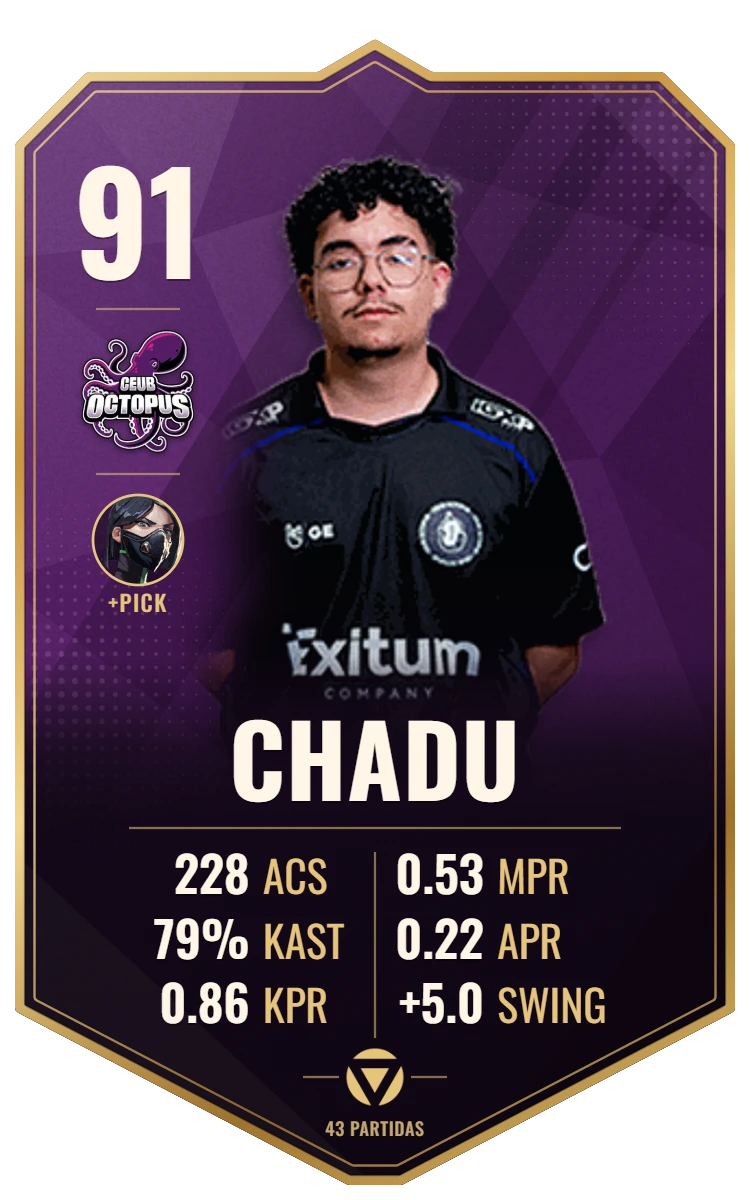 91
CEUB
OCTOPUS
+PICK
GE
Exitum
COMPANY
CHADU
228 ACS
79% KAST
0.86 KPR
0.53 MPR
0.22 APR
+5.0 SWING
43 PARTIDAS